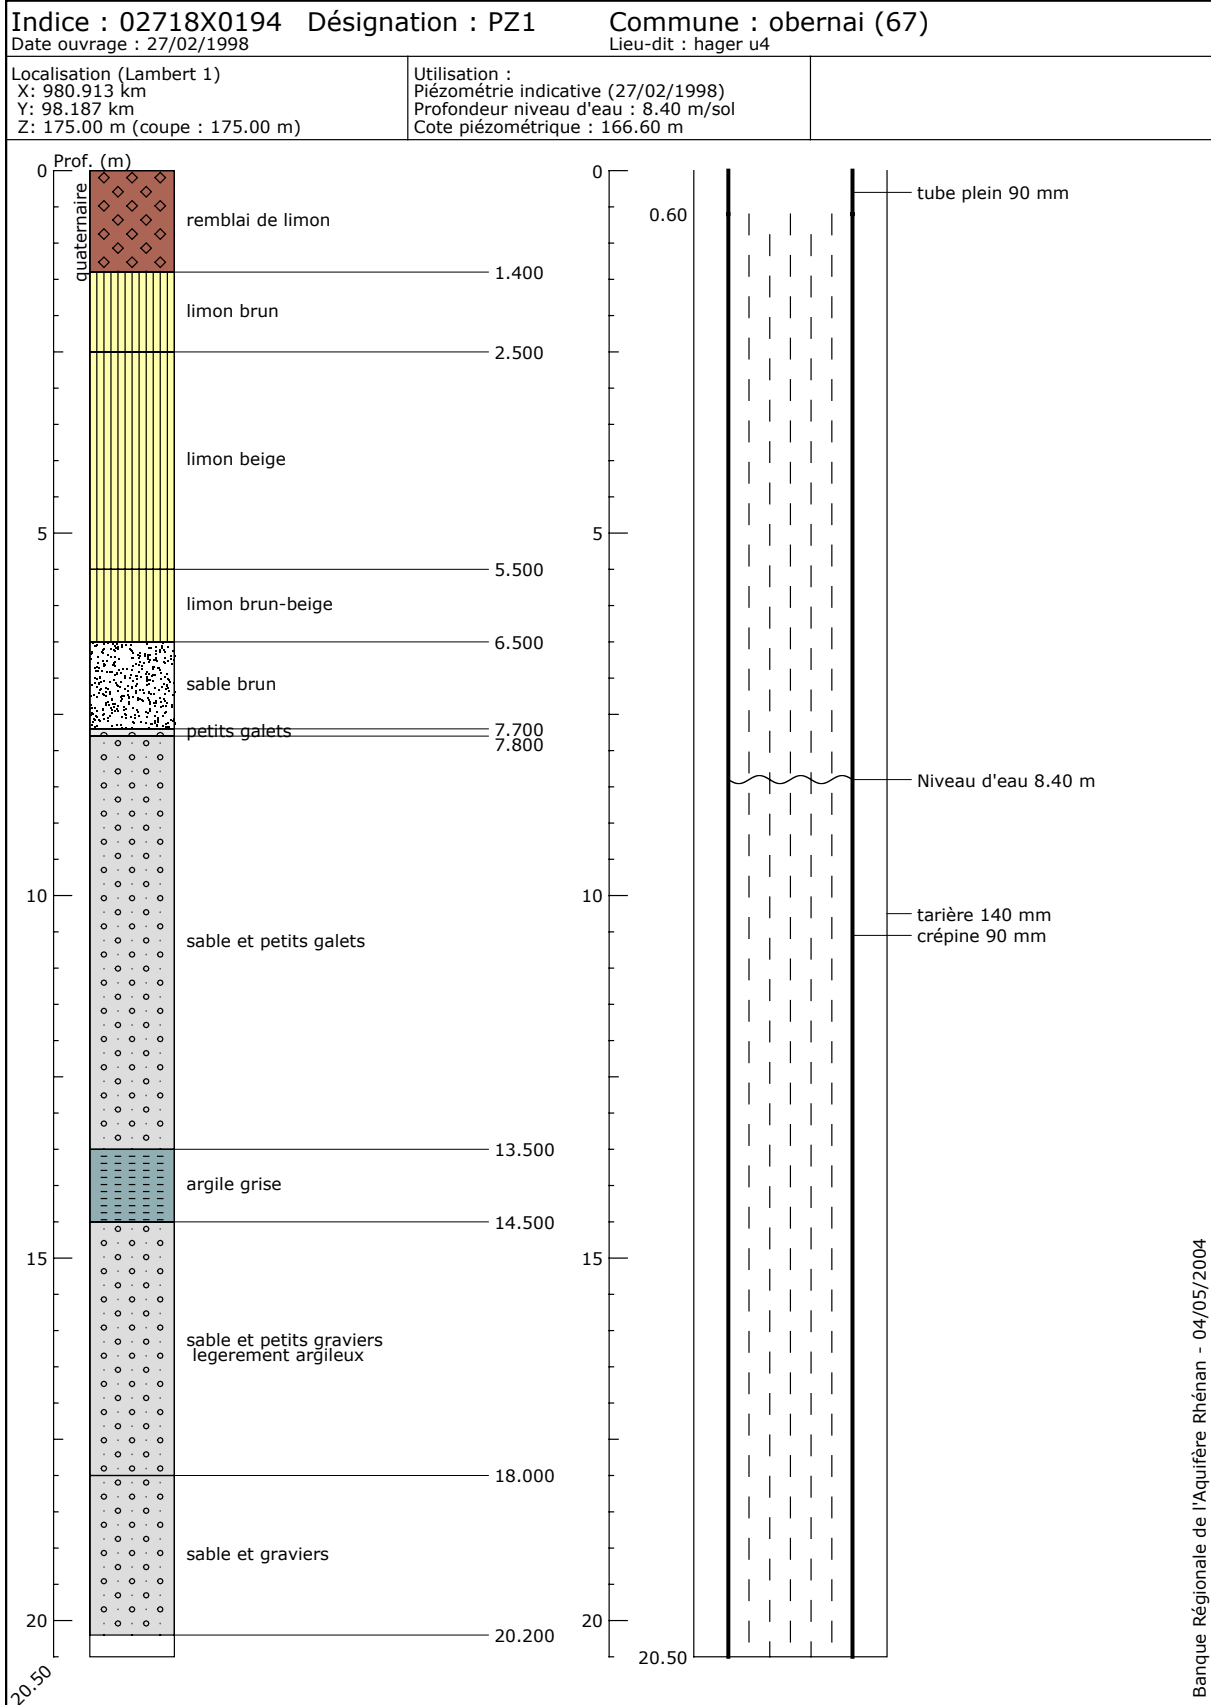 Indice : 02718X0194 Désignation : PZ1 Commune : obernai (67)
Date ouvrage : 27/02/1998 Lieu-dit : hager u4
Localisation (Lambert 1)
X: 980.913 km
Y: 98.187 km
Z: 175.00 m (coupe : 175.00 m)
Utilisation :
Piézométrie indicative (27/02/1998)
Profondeur niveau d'eau : 8.40 m/sol
Cote piézométrique : 166.60 m
Prof. (m)
0
quaternaire
remblai de limon
1.400
limon brun
2.500
limon beige
5
5.500
limon brun-beige
6.500
sable brun
7.700
petits galets
7.800
10
sable et petits galets
13.500
argile grise
14.500
15
sable et petits graviers
legerement argileux
18.000
sable et graviers
20
20.200
20.50
0
tube plein 90 mm
0.60
5
Niveau d'eau 8.40 m
10
tarière 140 mm
crépine 90 mm
15
20
20.50
Banque Régionale de l'Aquifère Rhénan - 04/05/2004